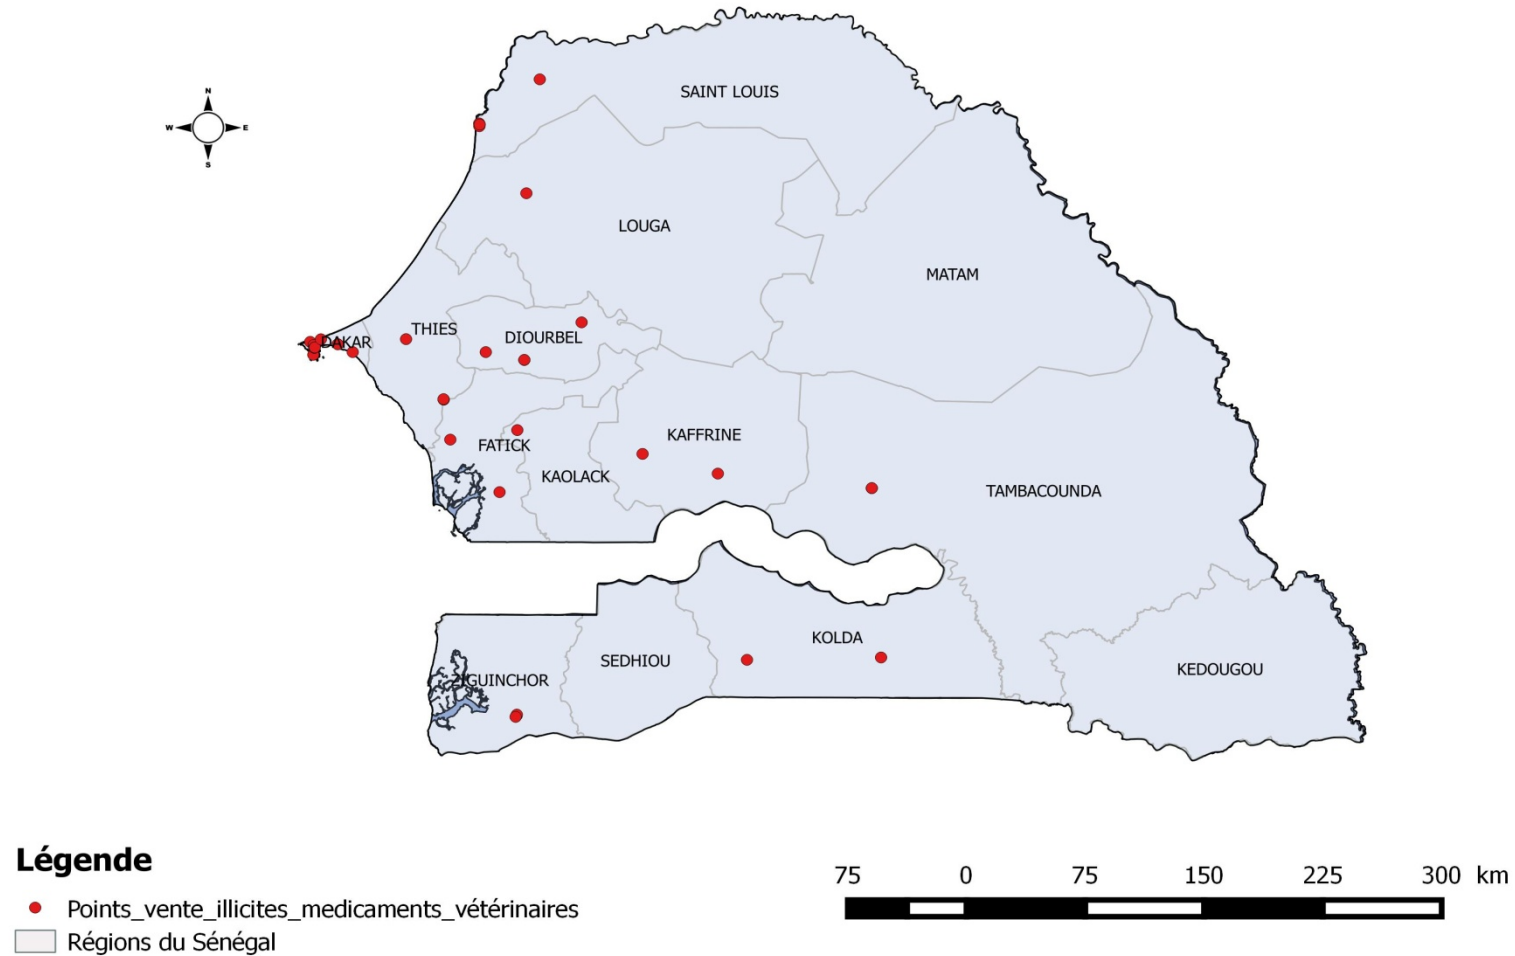 N
W E
S
SAINT LOUIS
LOUGA
MATAM
THIES
DIOURBEL
DAKAR
KAFFRINE
FATICK
KAOLACK
TAMBACOUNDA
KOLDA
SEDHIOU
KEDOUGOU
ZIGUINCHOR
Légende
Points_vente_illicites_medicaments_vétérinaires
Régions du Sénégal
75 0 75 150 225 300 km